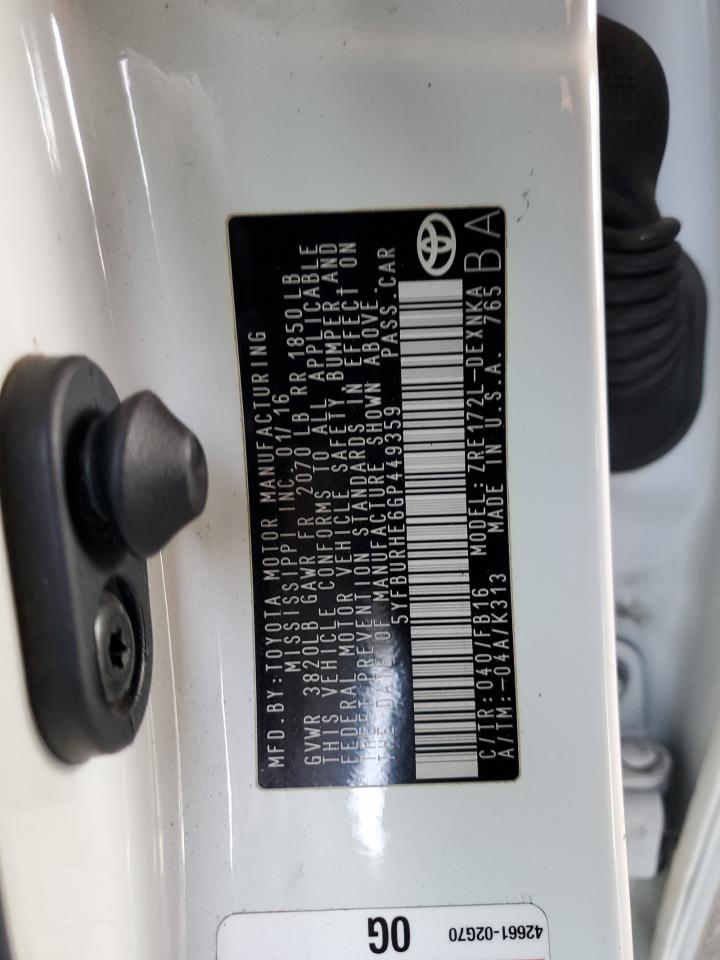 MFD.BY:TOYOTA MOTOR MANUFACTURING
MISSISSIPPI INC. 01/16
GVWR 3820LB GAWR FR 2070 LB RR 1850 LB
THIS VEHICLE CONFORMS TO ALL APPLICABLE
FEDERAL MOTOR VEHICLE SAFETY, BUMPER AND
THEFT PREVENTION STANDARDS IN EFFECT ON
THE DATE OF MANUFACTURE SHOWN ABOVE.
5YFBURHE6GP449359 PASS.CAR
C/TR:040/FB16 MODEL:ZRE172L-DEXNKA
A/TM:-04A/K313 MADE IN U.S.A. 765
BA
0G
42661-02G70